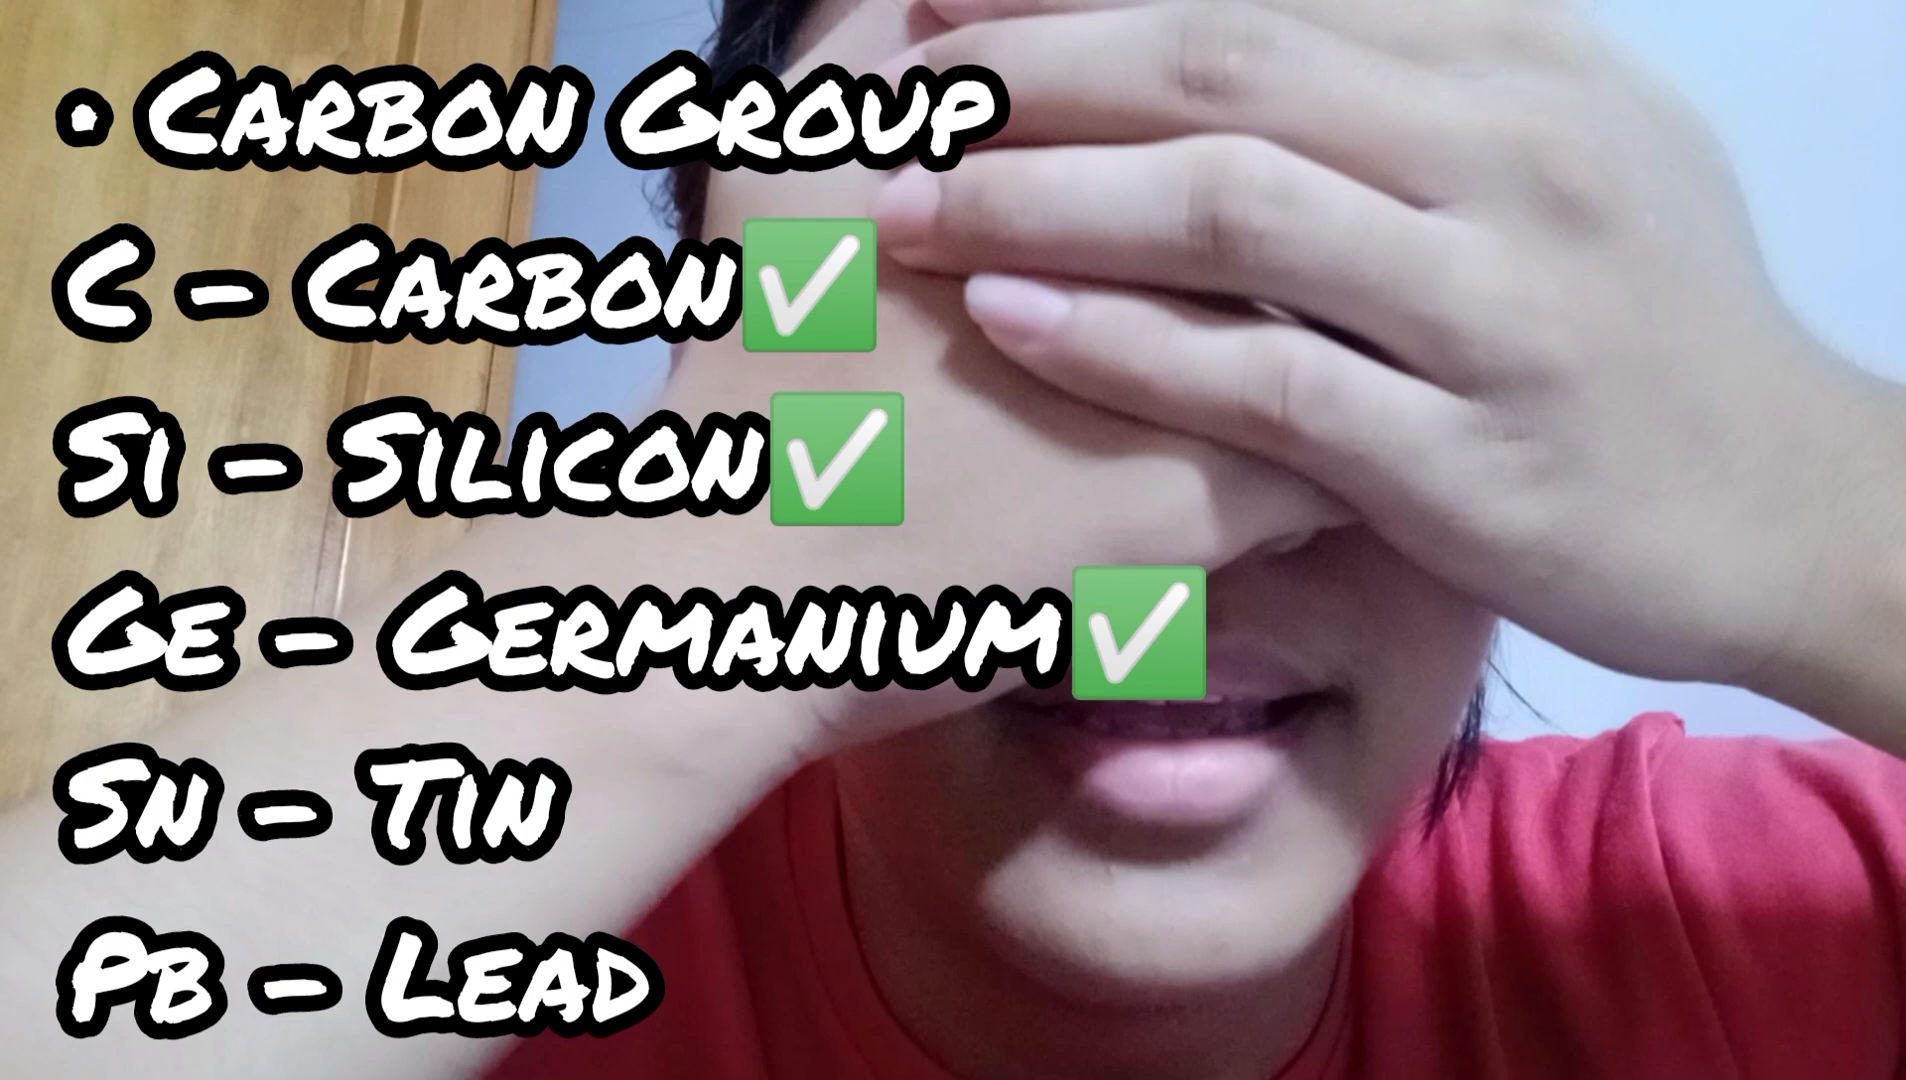 • Carbon Group
C – Carbon✅
Si – Silicon✅
Ge – Germanium✅
Sn – Tin
Pb – Lead